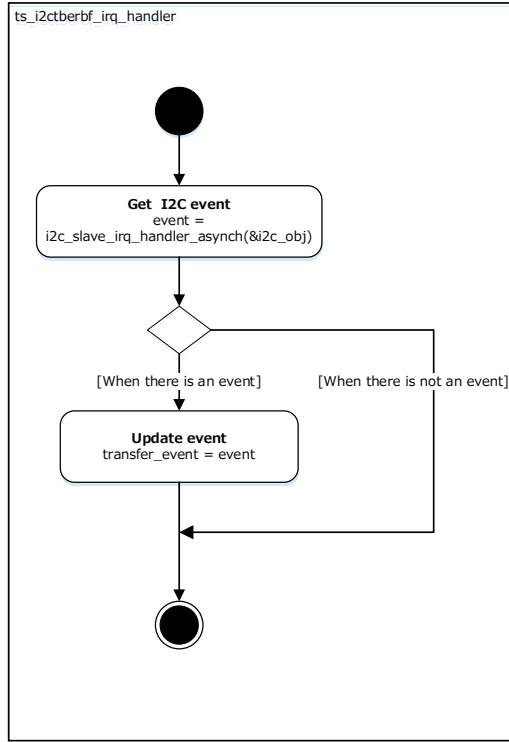 ts_i2ctberbf_irq_handler
Get  I2C event
event =
i2c_slave_irq_handler_asynch(&i2c_obj)
[When there is an event]
[When there is not an event]
Update event
transfer_event = event